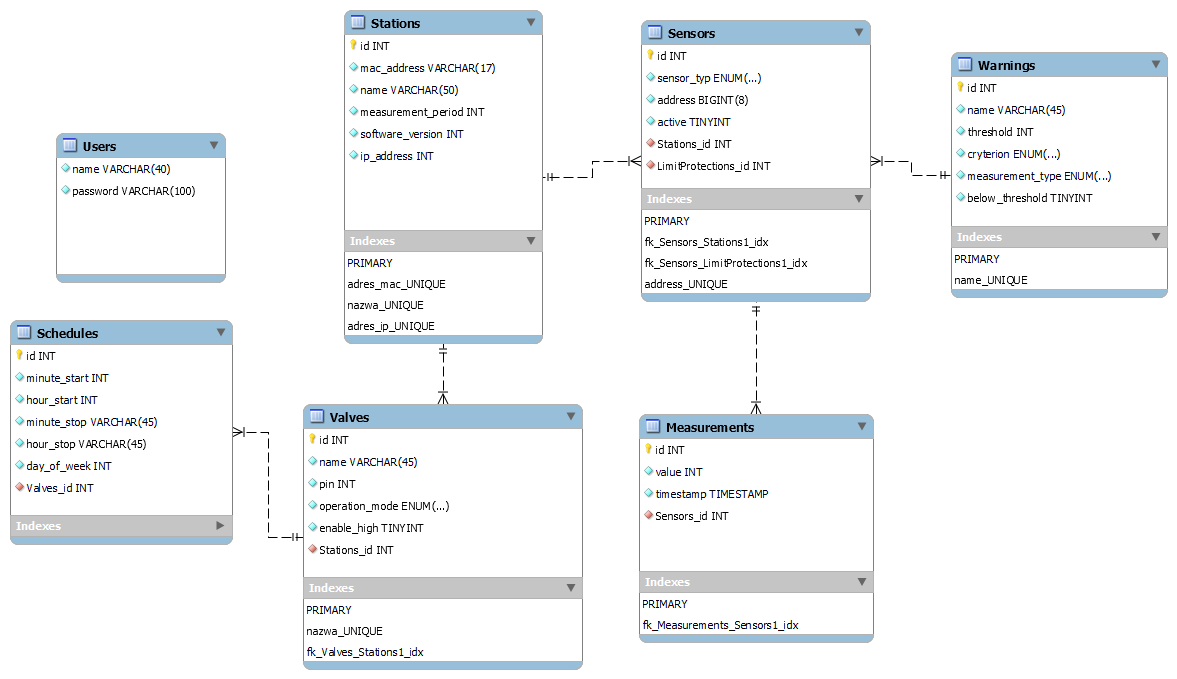 Users
name VARCHAR(40)
password VARCHAR(100)
Stations
id INT
mac_address VARCHAR(17)
name VARCHAR(50)
measurement_period INT
software_version INT
ip_address INT
Indexes
PRIMARY
adres_mac_UNIQUE
nazwa_UNIQUE
adres_ip_UNIQUE
Sensors
id INT
sensor_typ ENUM(...)
address BIGINT(8)
active TINYINT
Stations_id INT
LimitProtections_id INT
Indexes
PRIMARY
fk_Sensors_Stations1_idx
fk_Sensors_LimitProtections1_idx
address_UNIQUE
Warnings
id INT
name VARCHAR(45)
threshold INT
cryterion ENUM(...)
measurement_type ENUM(...)
below_threshold TINYINT
Indexes
PRIMARY
name_UNIQUE
Schedules
id INT
minute_start INT
hour_start INT
minute_stop VARCHAR(45)
hour_stop VARCHAR(45)
day_of_week INT
Valves_id INT
Indexes
Valves
id INT
name VARCHAR(45)
pin INT
operation_mode ENUM(...)
enable_high TINYINT
Stations_id INT
Indexes
PRIMARY
nazwa_UNIQUE
fk_Valves_Stations1_idx
Measurements
id INT
value INT
timestamp TIMESTAMP
Sensors_id INT
Indexes
PRIMARY
fk_Measurements_Sensors1_idx